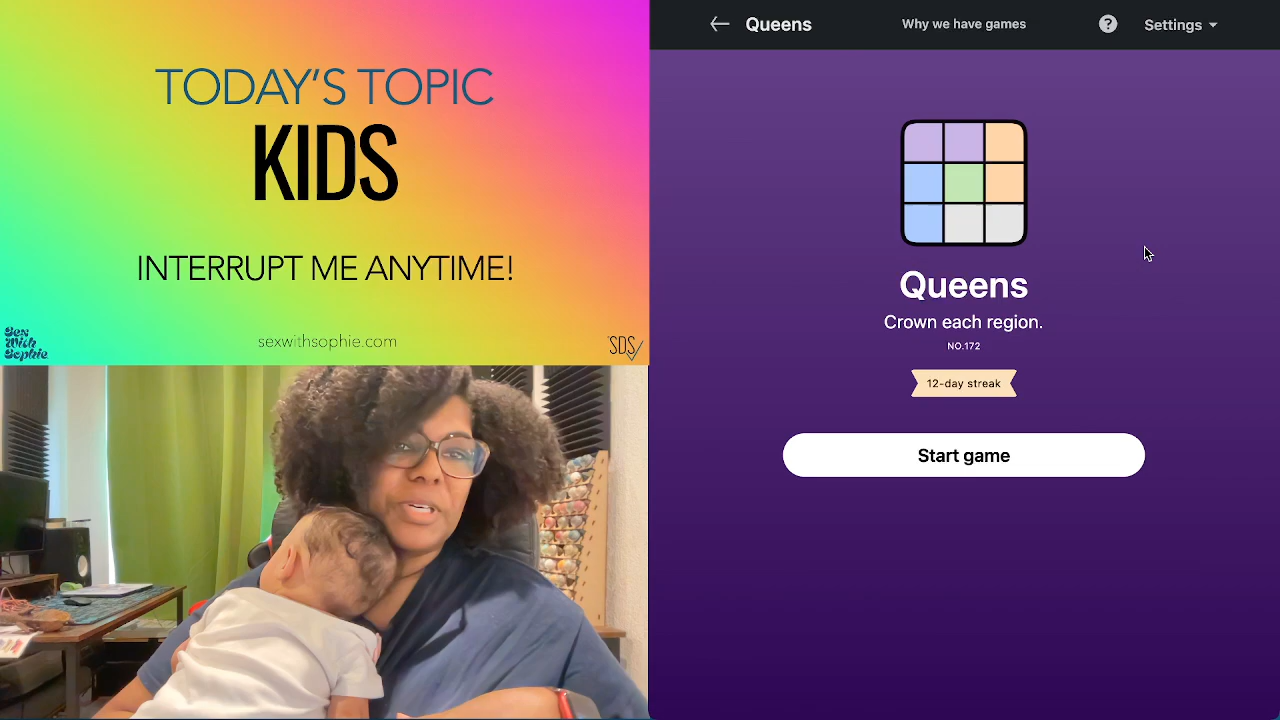 TODAY'S TOPIC
KIDS
INTERRUPT ME ANYTIME!
Sex
With
Sophie
sexwithsophie.com
SDS
Queens
Why we have games
?
Settings
Queens
Crown each region.
NO.172
12-day streak
Start game